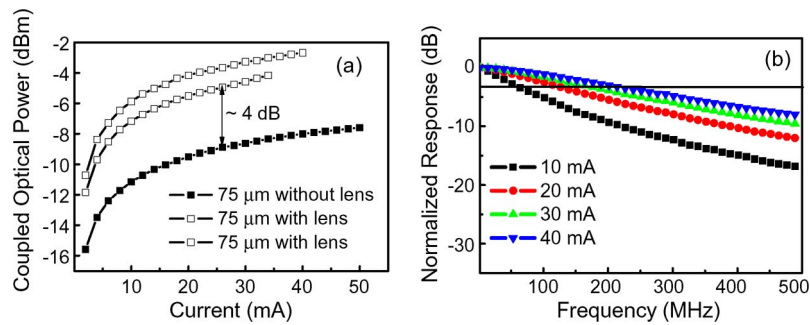 (a)
Coupled Optical Power (dBm)
-2
-4
-6
-8
-10
-12
-14
-16
~ 4 dB
75 μm without lens
75 μm with lens
75 μm with lens
10 20 30 40 50
Current (mA)
(b)
Normalized Response (dB)
0
-10
-20
-30
10 mA
20 mA
30 mA
40 mA
100 200 300 400 500
Frequency (MHz)